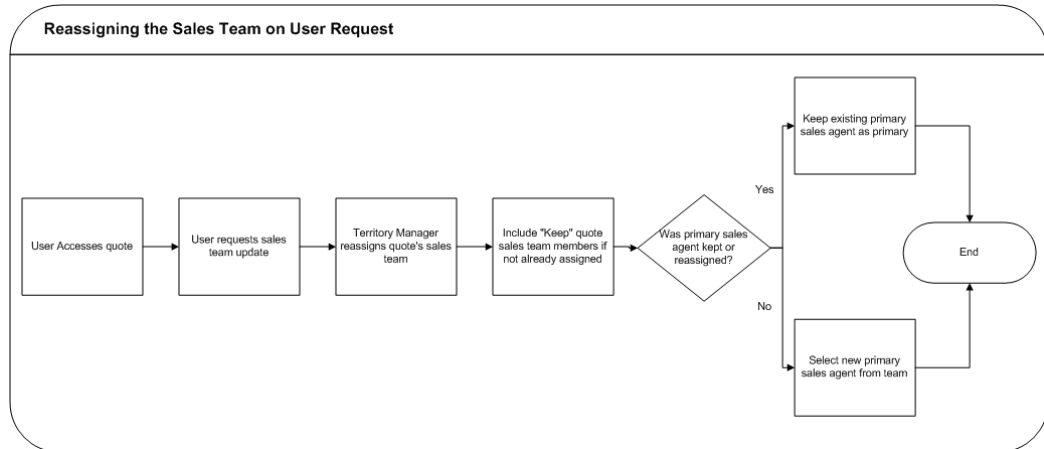 Reassigning the Sales Team on User Request
User Accesses quote
User requests sales
team update
Territory Manager
reassigns quote's sales
team
Include "Keep" quote
sales team members if
not already assigned
Was primary sales
agent kept or
reassigned?
Yes
Keep existing primary
sales agent as primary
No
Select new primary
sales agent from team
End